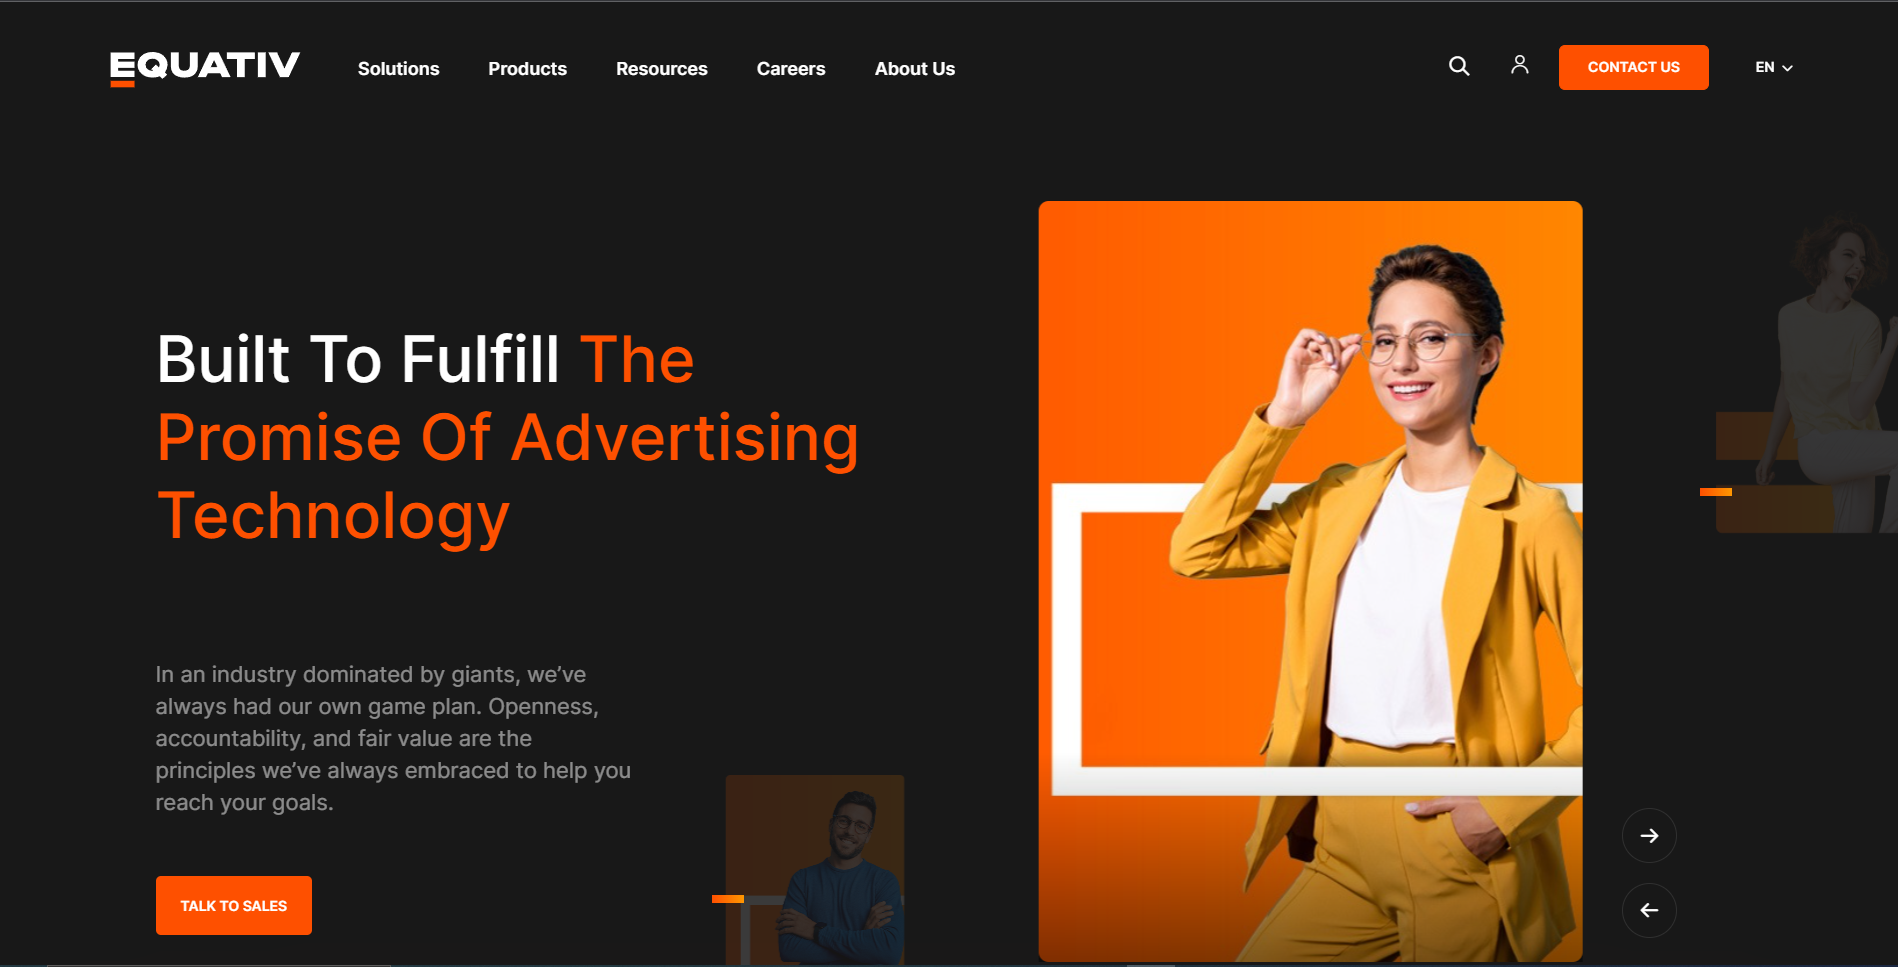 EQUATIV
Solutions
Products
Resources
Careers
About Us
CONTACT US
EN
Built To Fulfill The
Promise Of Advertising
Technology
In an industry dominated by giants, we’ve
always had our own game plan. Openness,
accountability, and fair value are the
principles we’ve always embraced to help you
reach your goals.
TALK TO SALES